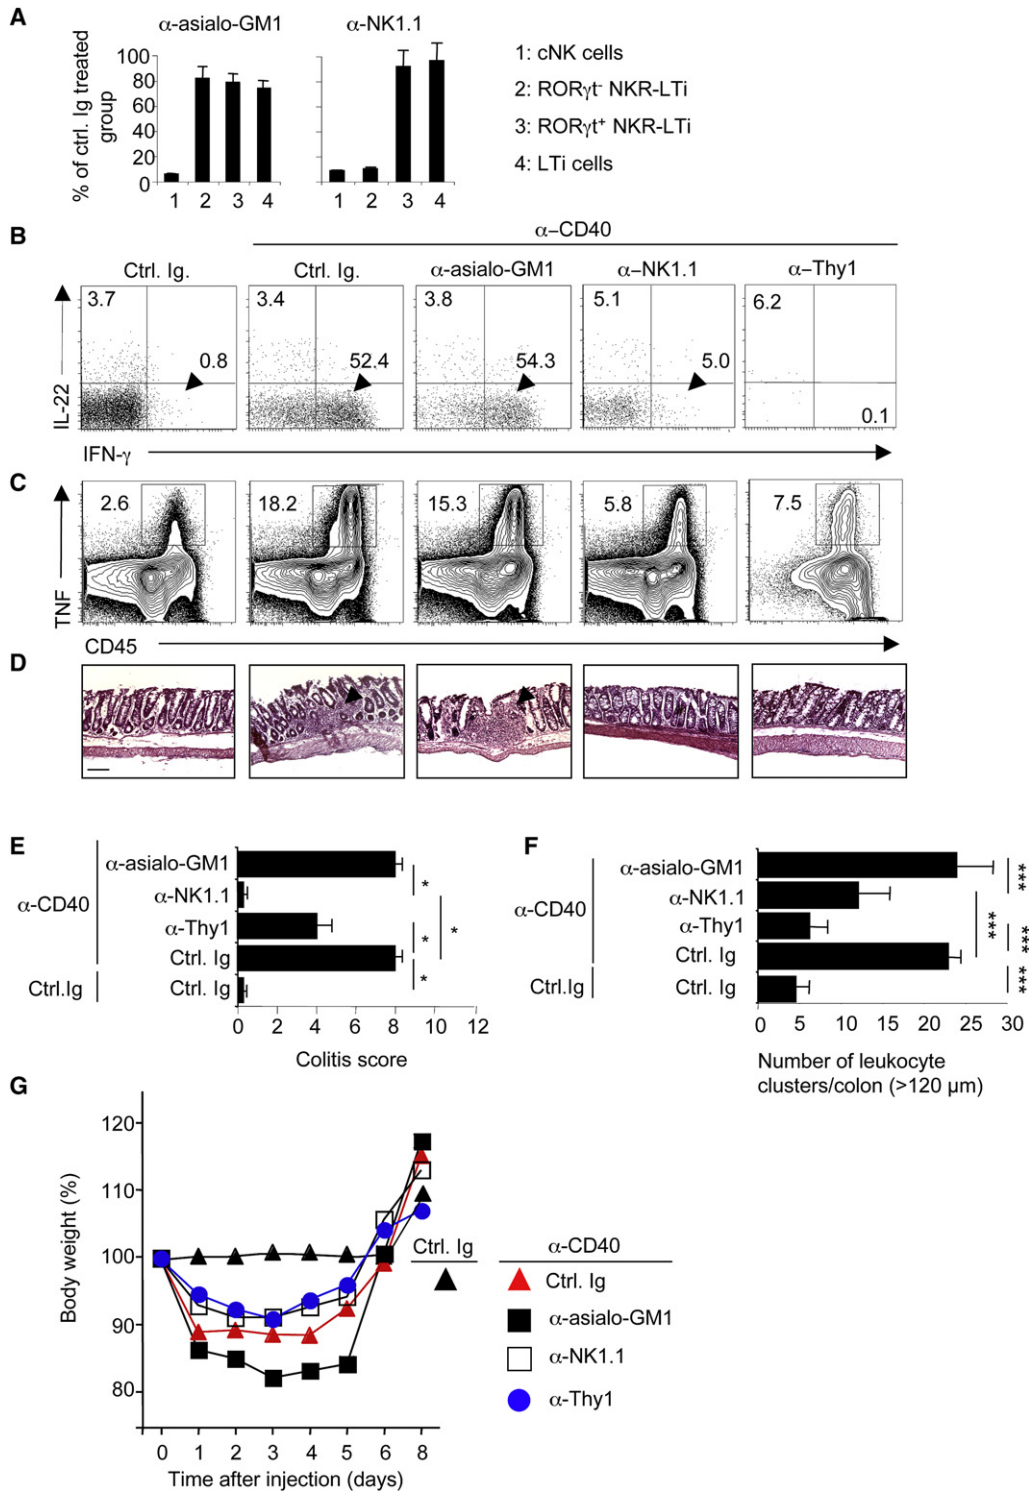 A
α-asialo-GM1
α-NK1.1
% of ctrl. Ig treated
group
100
80
60
40
20
0
1 2 3 4
1 2 3 4
1: cNK cells
2: RORγt- NKR-LTi
3: RORγt+ NKR-LTi
4: LTi cells
B
α–CD40
Ctrl. Ig.
Ctrl. Ig.
α-asialo-GM1
α–NK1.1
α–Thy1
3.7
0.8
3.4
52.4
3.8
54.3
5.1
5.0
6.2
0.1
IL-22
IFN-γ
C
2.6
18.2
15.3
5.8
7.5
TNF
CD45
D
E
α-CD40
α-asialo-GM1
α-NK1.1
α-Thy1
Ctrl. Ig
Ctrl.Ig
Ctrl. Ig
*
*
*
*
0 2 4 6 8 10 12
Colitis score
F
α-CD40
α-asialo-GM1
α-NK1.1
α-Thy1
Ctrl. Ig
Ctrl.Ig
Ctrl. Ig
***
***
***
***
0 5 10 15 20 25 30
Number of leukocyte
clusters/colon (>120 µm)
G
Body weight (%)
120
110
100
90
80
0 1 2 3 4 5 6 8
Time after injection (days)
Ctrl. Ig
α-CD40
Ctrl. Ig
α-asialo-GM1
α-NK1.1
α-Thy1